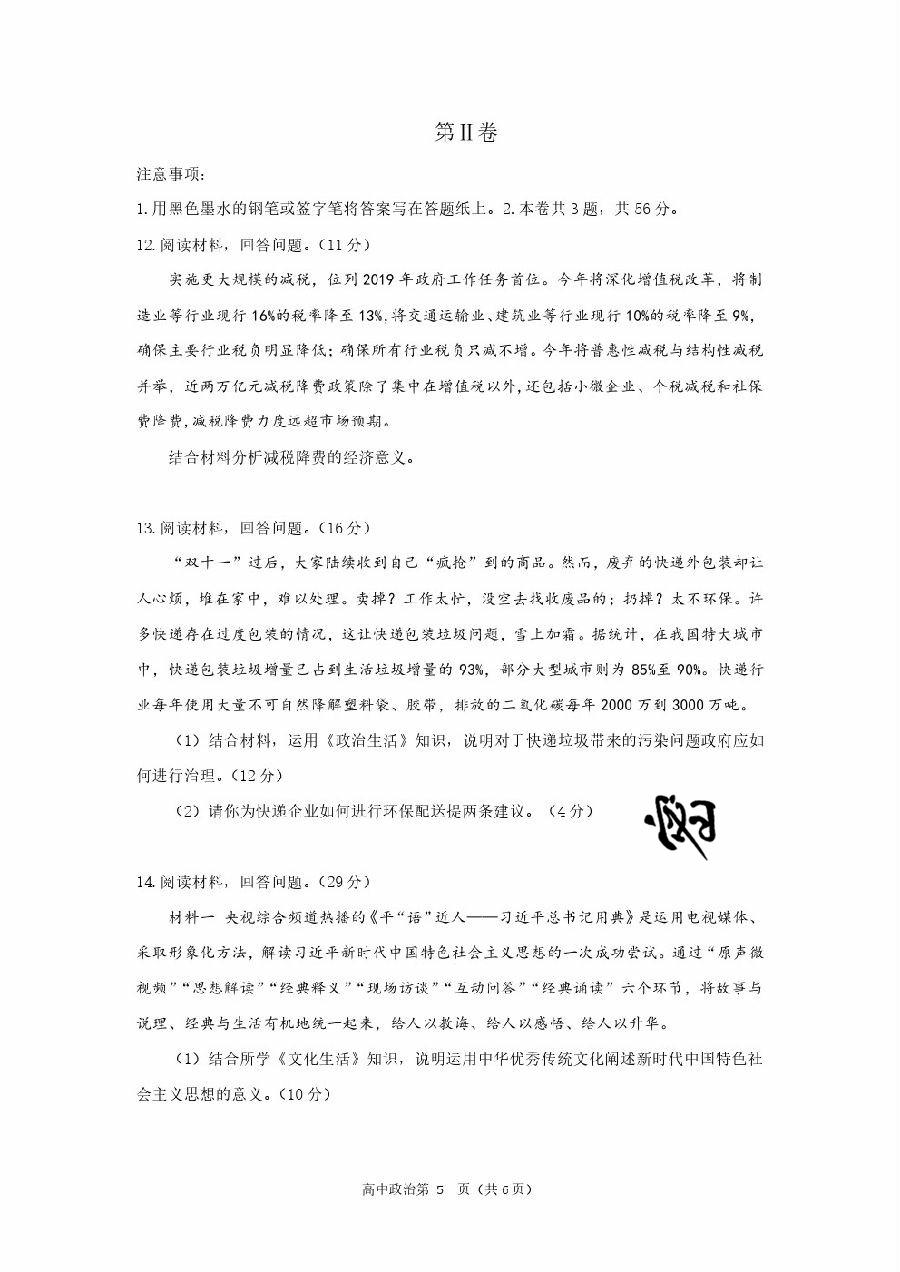 第Ⅱ卷
注意事项:
1.用黑色墨水的钢笔或签字笔将答案写在答题纸上。2.本卷共3题，共56分。
12.阅读材料，回答问题。(11分)
实施更大规模的减税，位列2019年政府工作任务首位。今年将深化增值税改革，将制
造业等行业现行16%的税率降至13%,将交通运输业、建筑业等行业现行10%的税率降至9%，
确保主要行业税负明显降低；确保所有行业税负只减不增。今年将普惠性减税与结构性减税
并举，近两万亿元减税降费政策除了集中在增值税以外,还包括小微企业、个税减税和社保
费降费,减税降费力度远超市场预期。
结合材料分析减税降费的经济意义。
13.阅读材料，回答问题。(16分)
“双十一”过后，大家陆续收到自己“疯抢”到的商品。然而，废弃的快递外包装却让
人心烦，堆在家中，难以处理。卖掉？工作太忙，没空去找收废品的；扔掉？太不环保。许
多快递存在过度包装的情况，这让快递包装垃圾问题，雪上加霜。据统计，在我国特大城市
中，快递包装垃圾增量已占到生活垃圾增量的93%，部分大型城市则为85%至90%。快递行
业每年使用大量不可自然降解塑料袋、胶带，排放的二氧化碳每年2000万到3000万吨。
（1）结合材料，运用《政治生活》知识，说明对于快递垃圾带来的污染问题政府应如
何进行治理。(12分)
（2）请你为快递企业如何进行环保配送提两条建议。（4分）
14.阅读材料，回答问题。(29分)
材料一 央视综合频道热播的《平“语”近人——习近平总书记用典》是运用电视媒体、
采取形象化方法，解读习近平新时代中国特色社会主义思想的一次成功尝试。通过“原声微
视频”“思想解读”“经典释义”“现场访谈”“互动问答”“经典诵读”六个环节，将故事与
说理、经典与生活有机地统一起来，给人以教诲、给人以感悟、给人以升华。
（1）结合所学《文化生活》知识，说明运用中华优秀传统文化阐述新时代中国特色社
会主义思想的意义。(10分)
高中政治第 5 页（共6页）